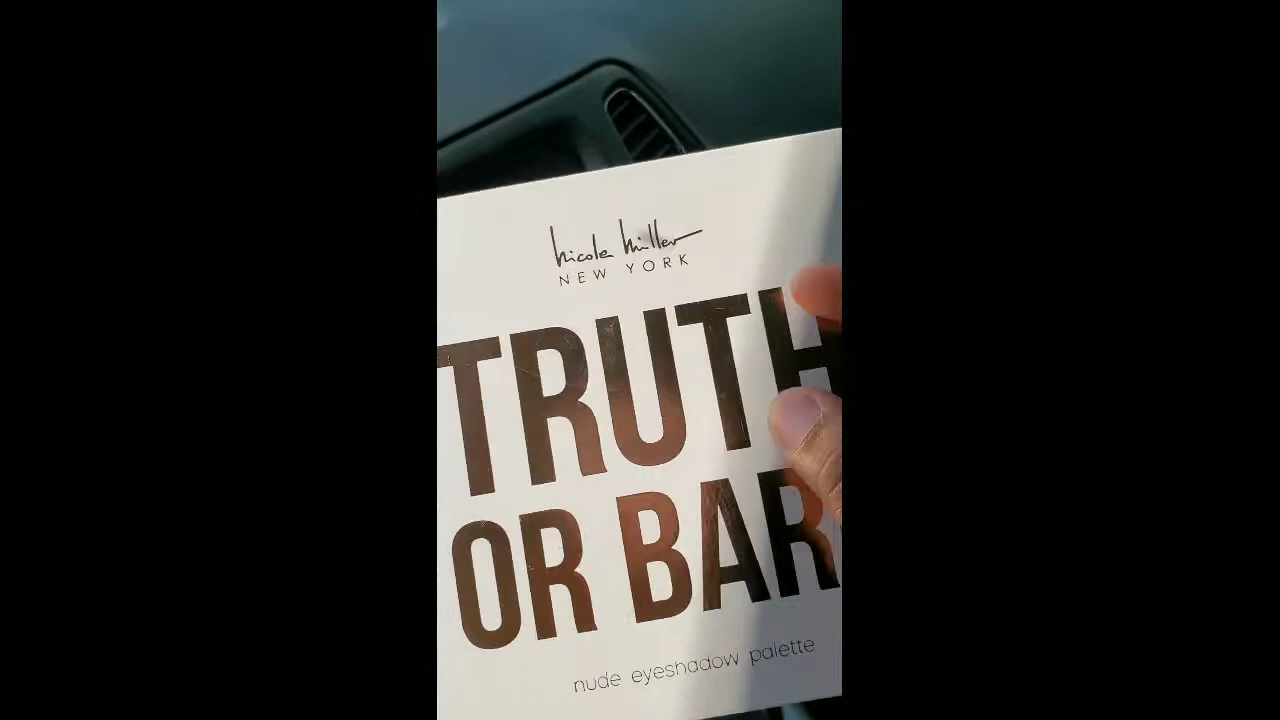 Nicole Miller
NEW YORK
TRUTH
OR BAR
nude eyeshadow palette